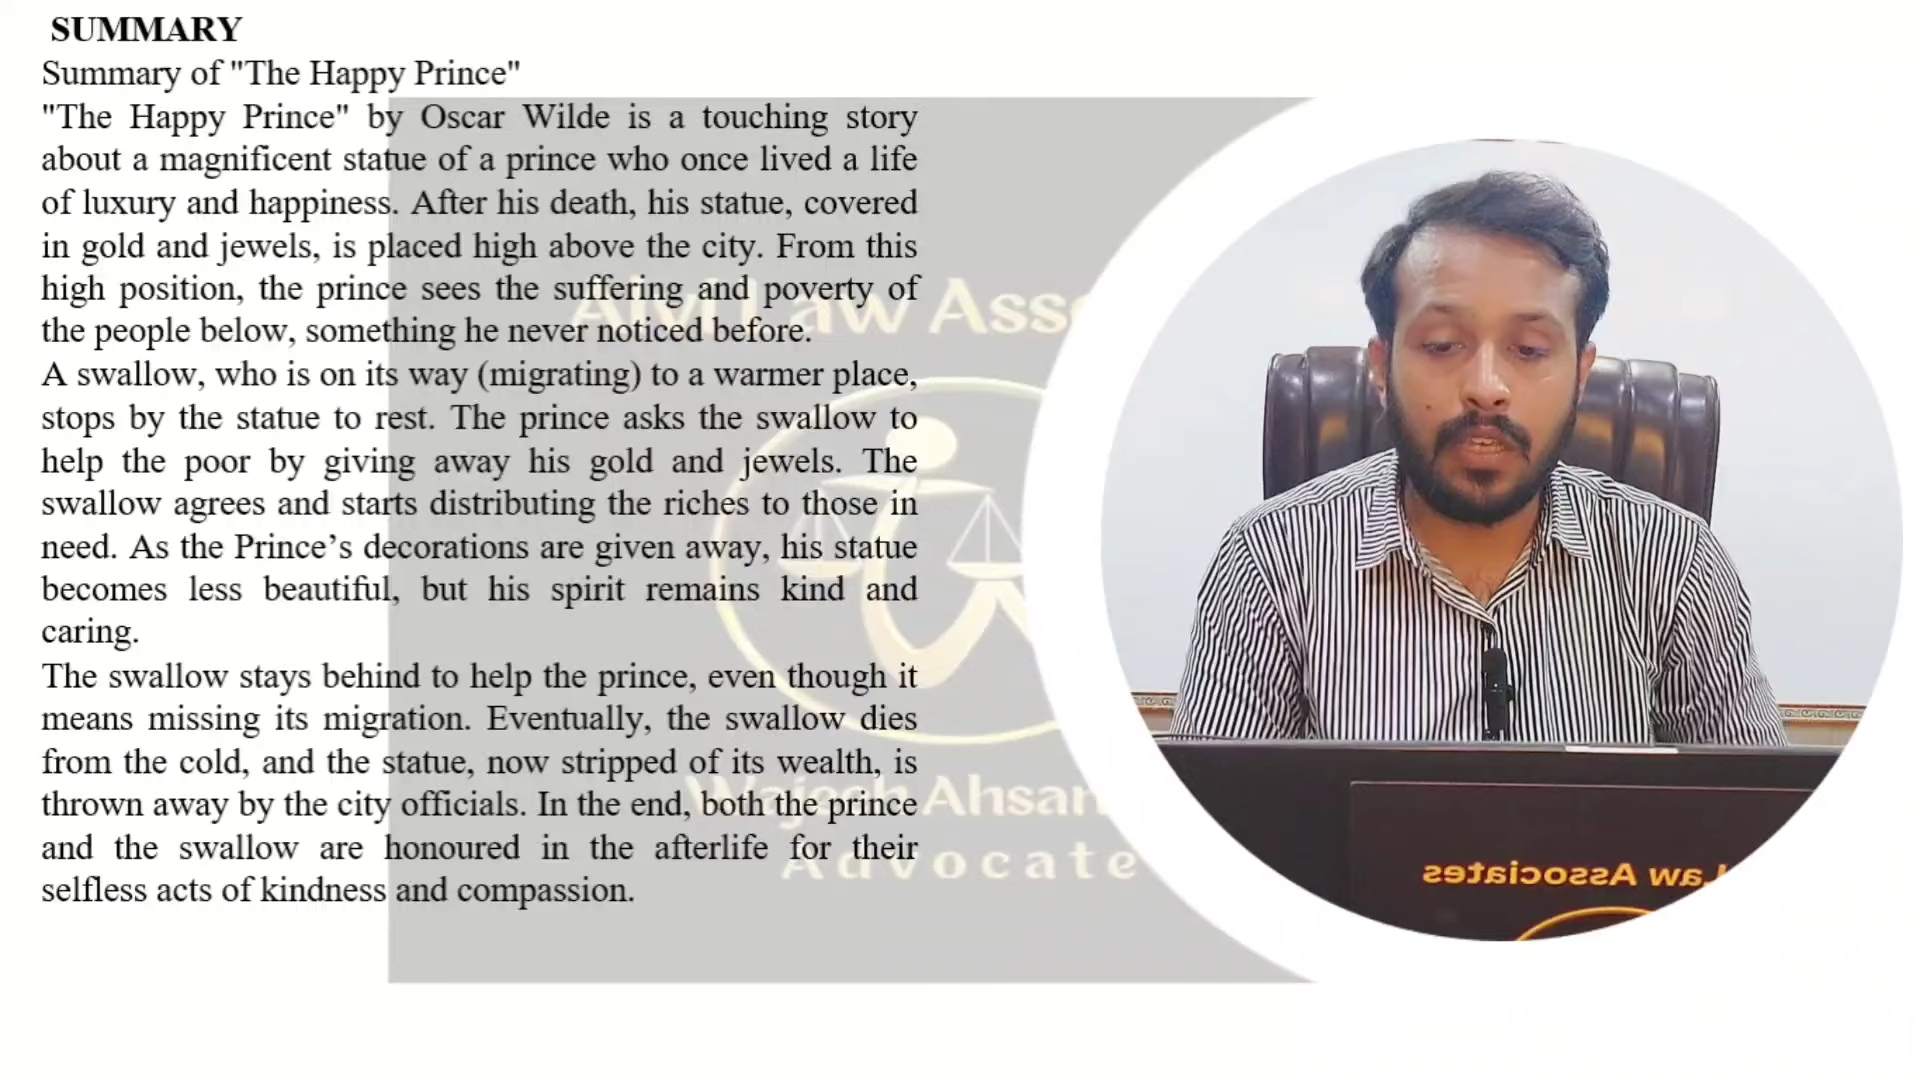 SUMMARY
Summary of "The Happy Prince"
"The Happy Prince" by Oscar Wilde is a touching story
about a magnificent statue of a prince who once lived a life
of luxury and happiness. After his death, his statue, covered
in gold and jewels, is placed high above the city. From this
high position, the prince sees the suffering and poverty of
the people below, something he never noticed before.
A swallow, who is on its way (migrating) to a warmer place,
stops by the statue to rest. The prince asks the swallow to
help the poor by giving away his gold and jewels. The
swallow agrees and starts distributing the riches to those in
need. As the Prince’s decorations are given away, his statue
becomes less beautiful, but his spirit remains kind and
caring.
The swallow stays behind to help the prince, even though it
means missing its migration. Eventually, the swallow dies
from the cold, and the statue, now stripped of its wealth, is
thrown away by the city officials. In the end, both the prince
and the swallow are honoured in the afterlife for their
selfless acts of kindness and compassion.
Law Asso
Ahsan
Advocate
Law Associates